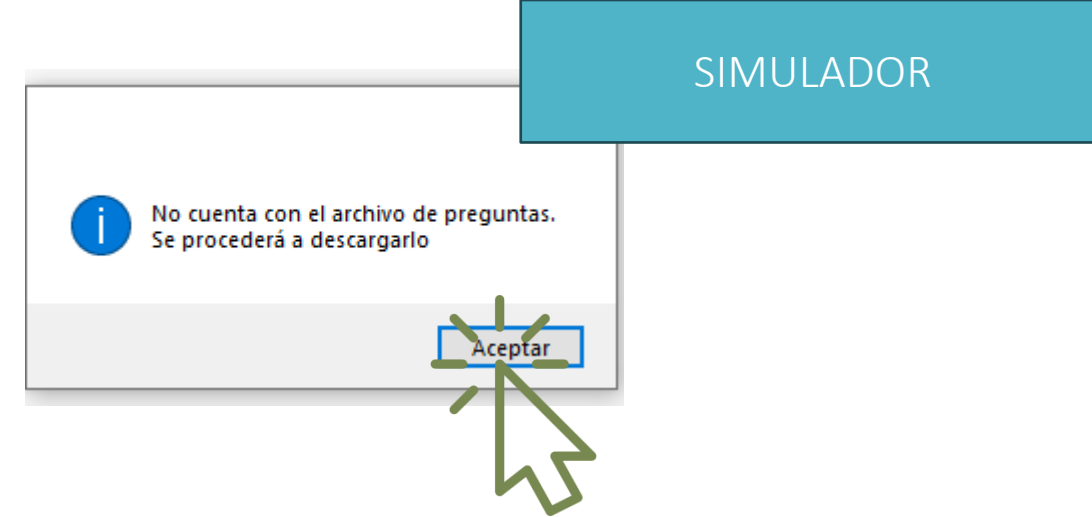 SIMULADOR
No cuenta con el archivo de preguntas.
Se procederá a descargarlo
Aceptar